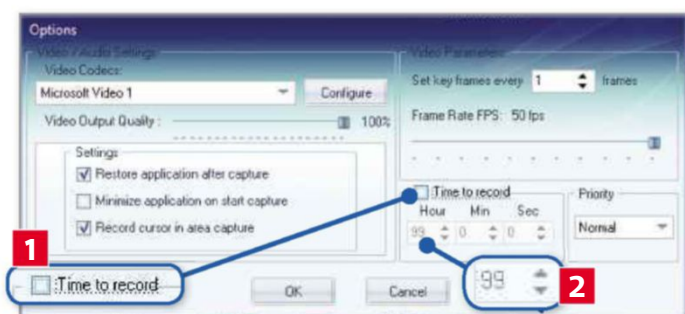 Options
Video / Audio Settings
Video Codecs:
Microsoft Video 1
Configure
Video Output Quality :
100%
Settings
Restore application after capture
Minimize application on start capture
Record cursor in area capture
Video Parameters
Set key frames every 1 frames
Frame Rate FPS: 50 fps
Time to record
Hour Min Sec
99 0 0
Priority
Normal
1
Time to record
OK
Cancel
99
2